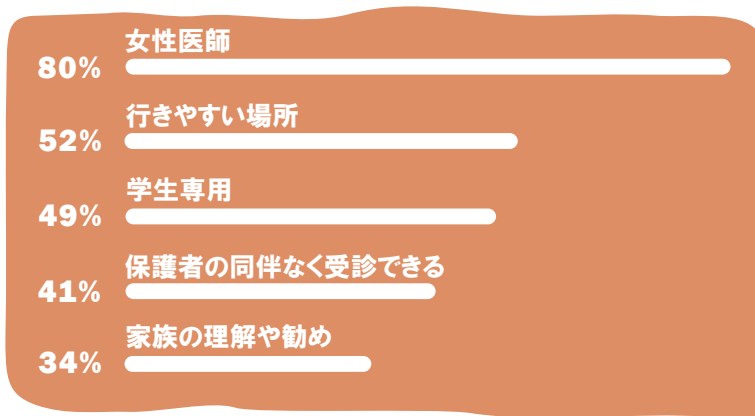 女性医師
80%
行きやすい場所
52%
学生専用
49%
保護者の同伴なく受診できる
41%
家族の理解や勧め
34%